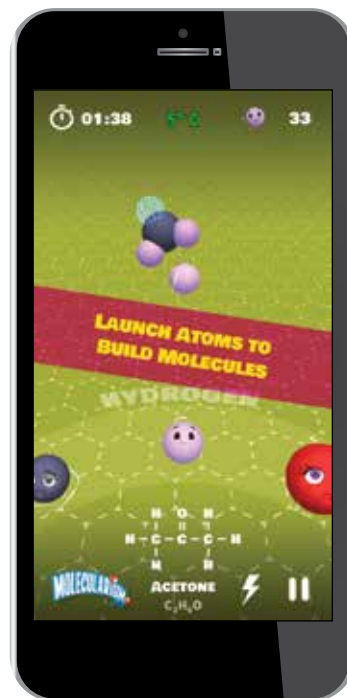 01:38
33
LAUNCH ATOMS TO
BUILD MOLECULES
HYDROGEN
H O H
H-C-C-C-H
H H
MOLECULARIUM
ACETONE
C₃H₆O